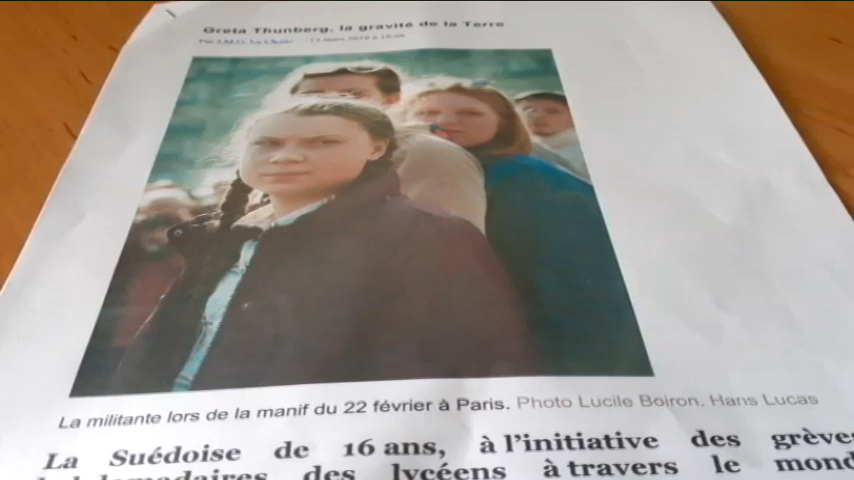 Greta Thunberg, la gravité de la Terre
La militante lors de la manif du 22 février à Paris. Photo Lucile Boiron. Hans Lucas
La Suédoise de 16 ans, à l'initiative des grève
des lycéens à travers le mond